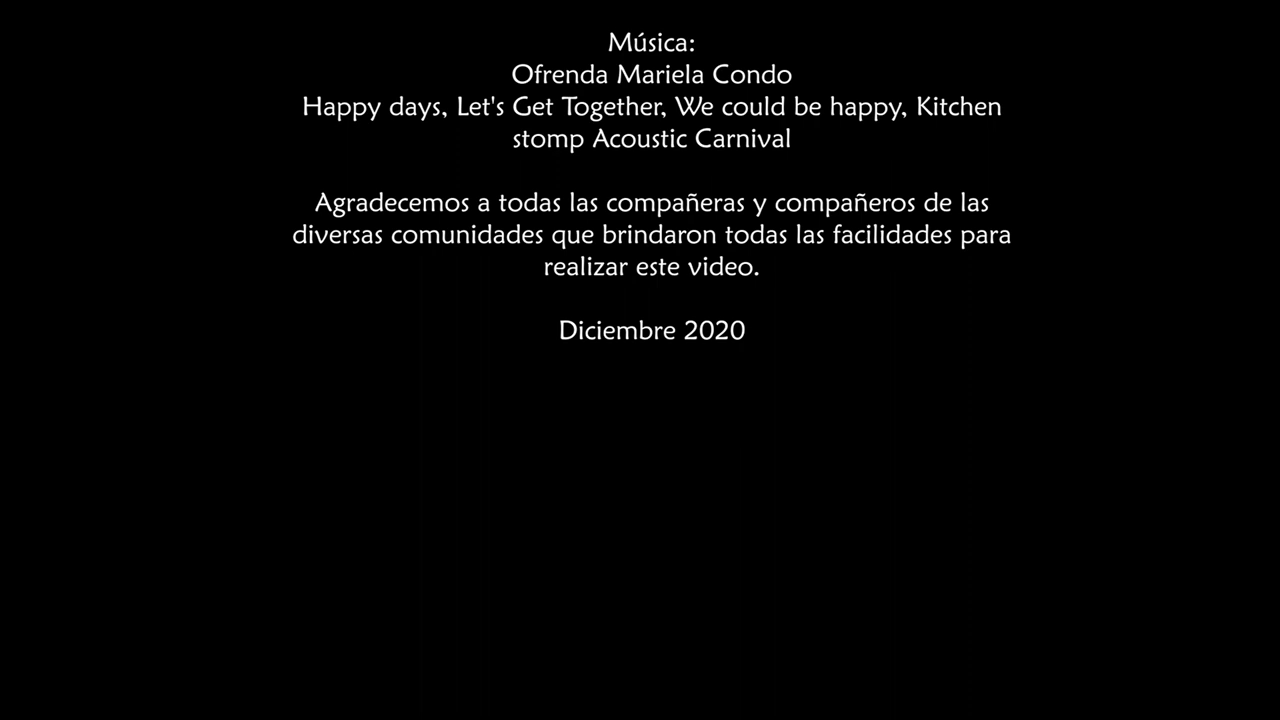 Música:
Ofrenda Mariela Condo
Happy days, Let's Get Together, We could be happy, Kitchen
stomp Acoustic Carnival
Agradecemos a todas las compañeras y compañeros de las
diversas comunidades que brindaron todas las facilidades para
realizar este video.
Diciembre 2020